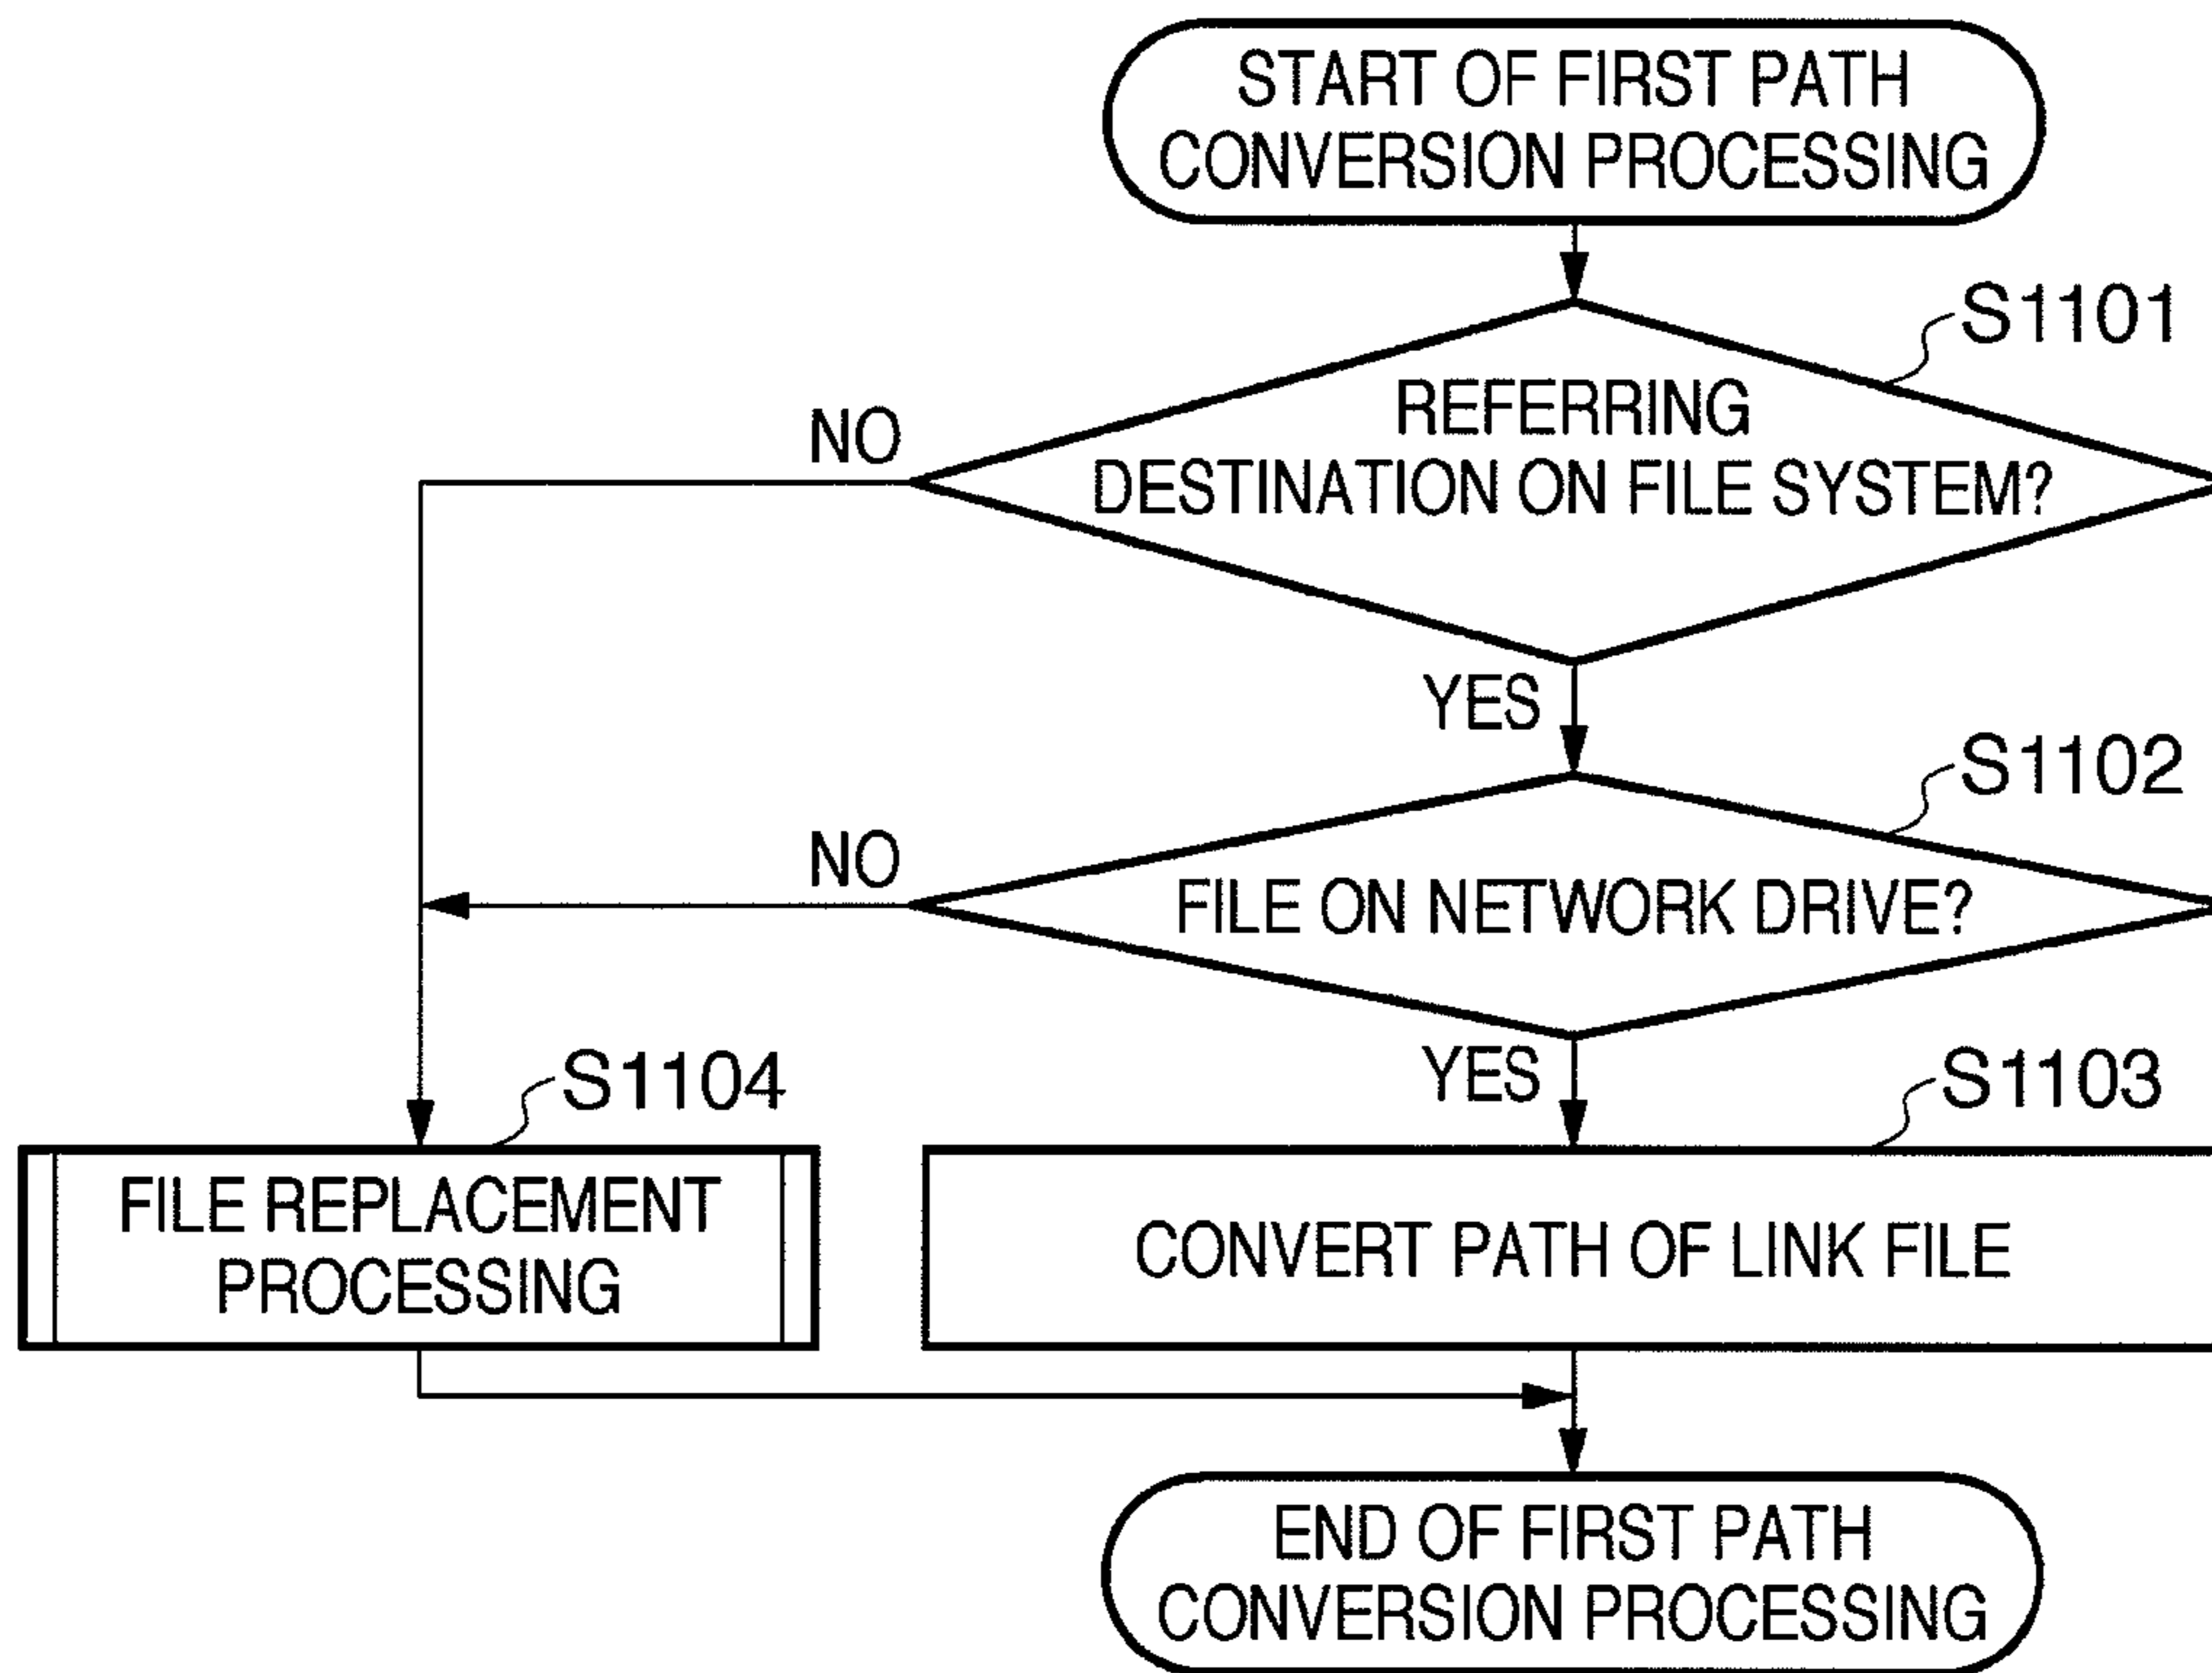 START OF FIRST PATH
CONVERSION PROCESSING
S1101
REFERRING
DESTINATION ON FILE SYSTEM?
NO
YES
S1102
FILE ON NETWORK DRIVE?
NO
YES
S1104
S1103
FILE REPLACEMENT
PROCESSING
CONVERT PATH OF LINK FILE
END OF FIRST PATH
CONVERSION PROCESSING